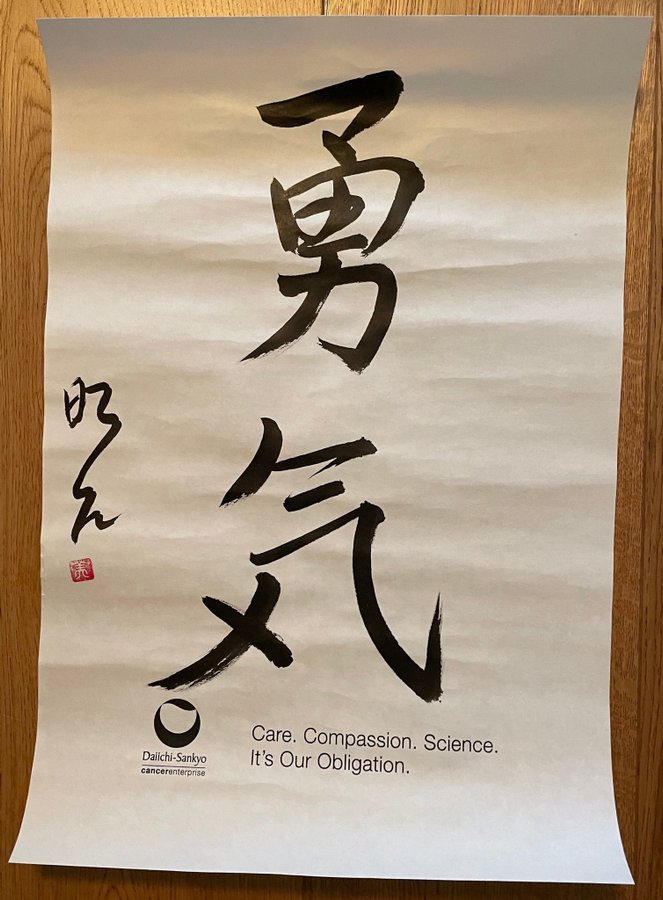 勇気
Daiichi-Sankyo
cancerenterprise
Care. Compassion. Science.
It's Our Obligation.